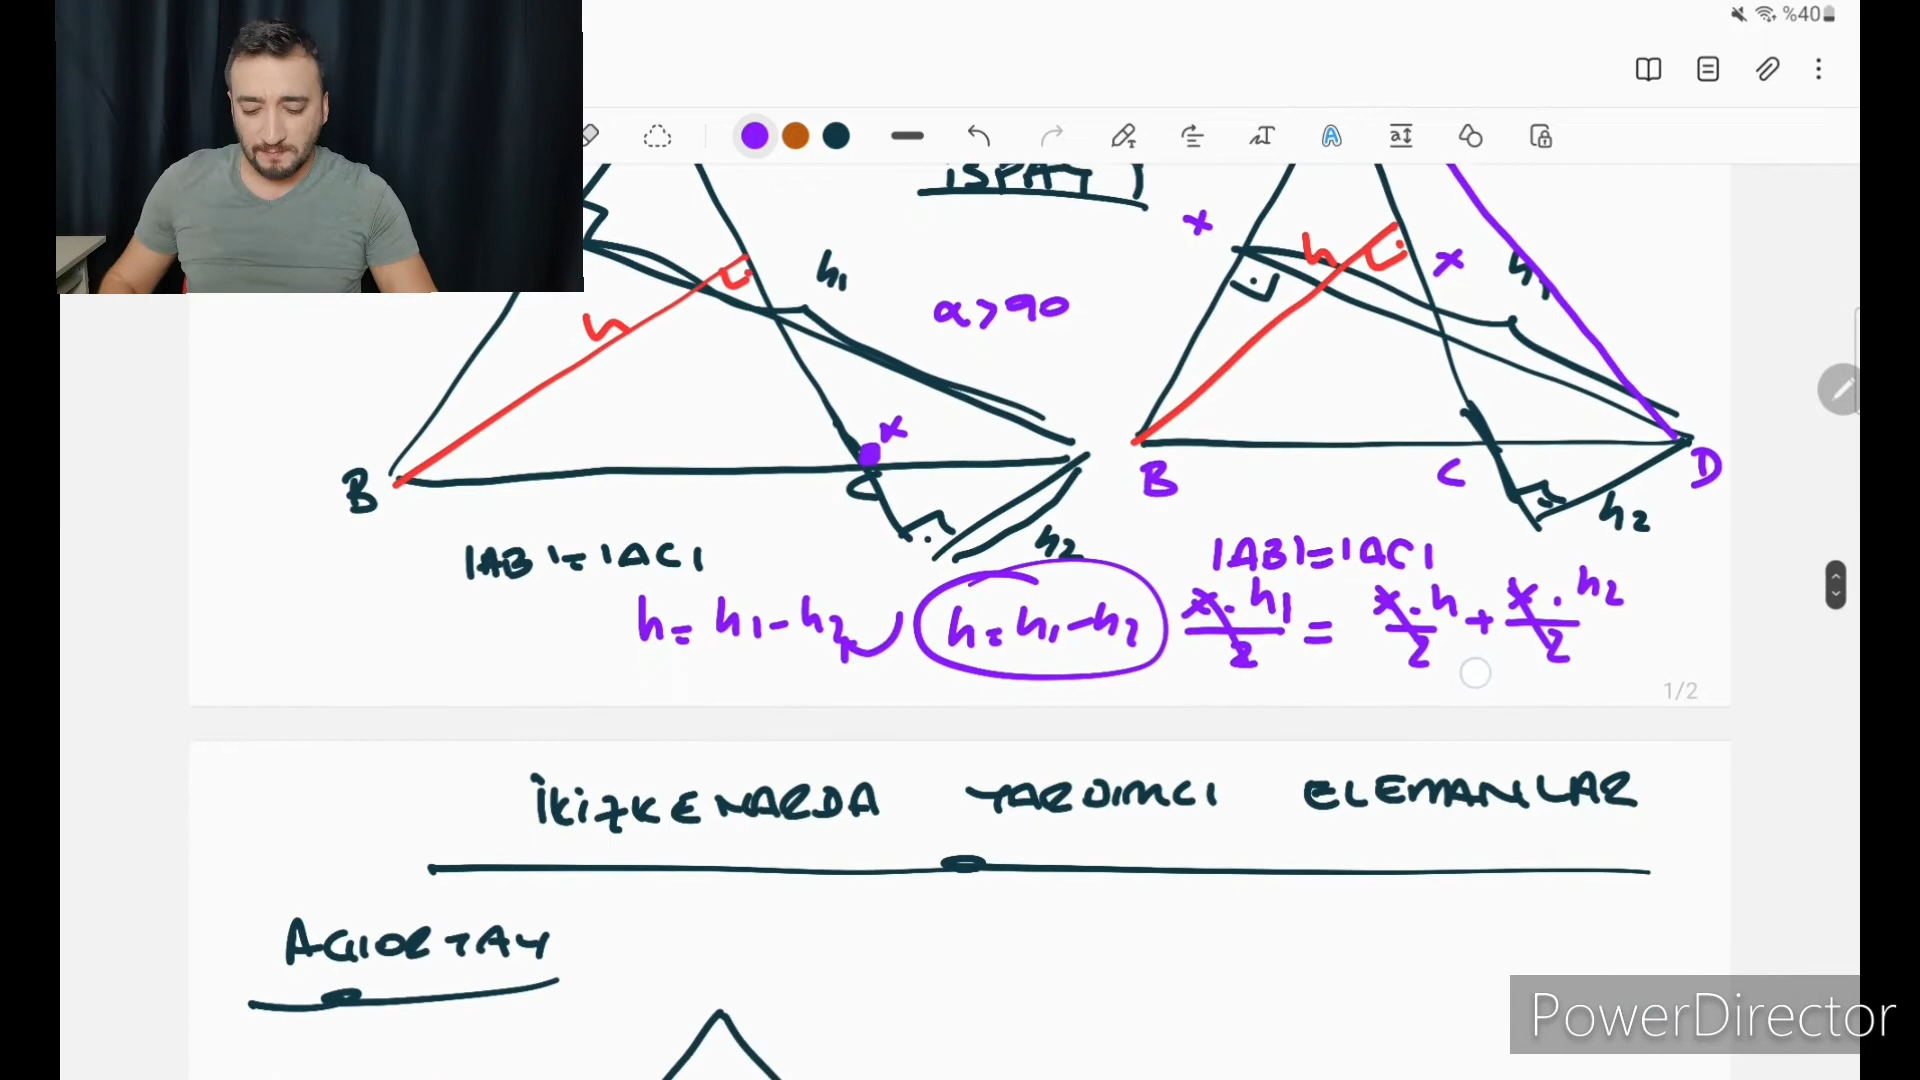 %40
İSPAT
x
h
x
h1
h1
α>90
h
x
B
C
h2
B
C
D
h2
|AB|=|AC|
|AB|=|AC|
h=h1-h2
h=h1-h2
x.h1/2 = x.h/2 + x.h2/2
1/2
İKİZKENARDA YARDIMCI ELEMANLAR
AÇIORTAY
PowerDirector